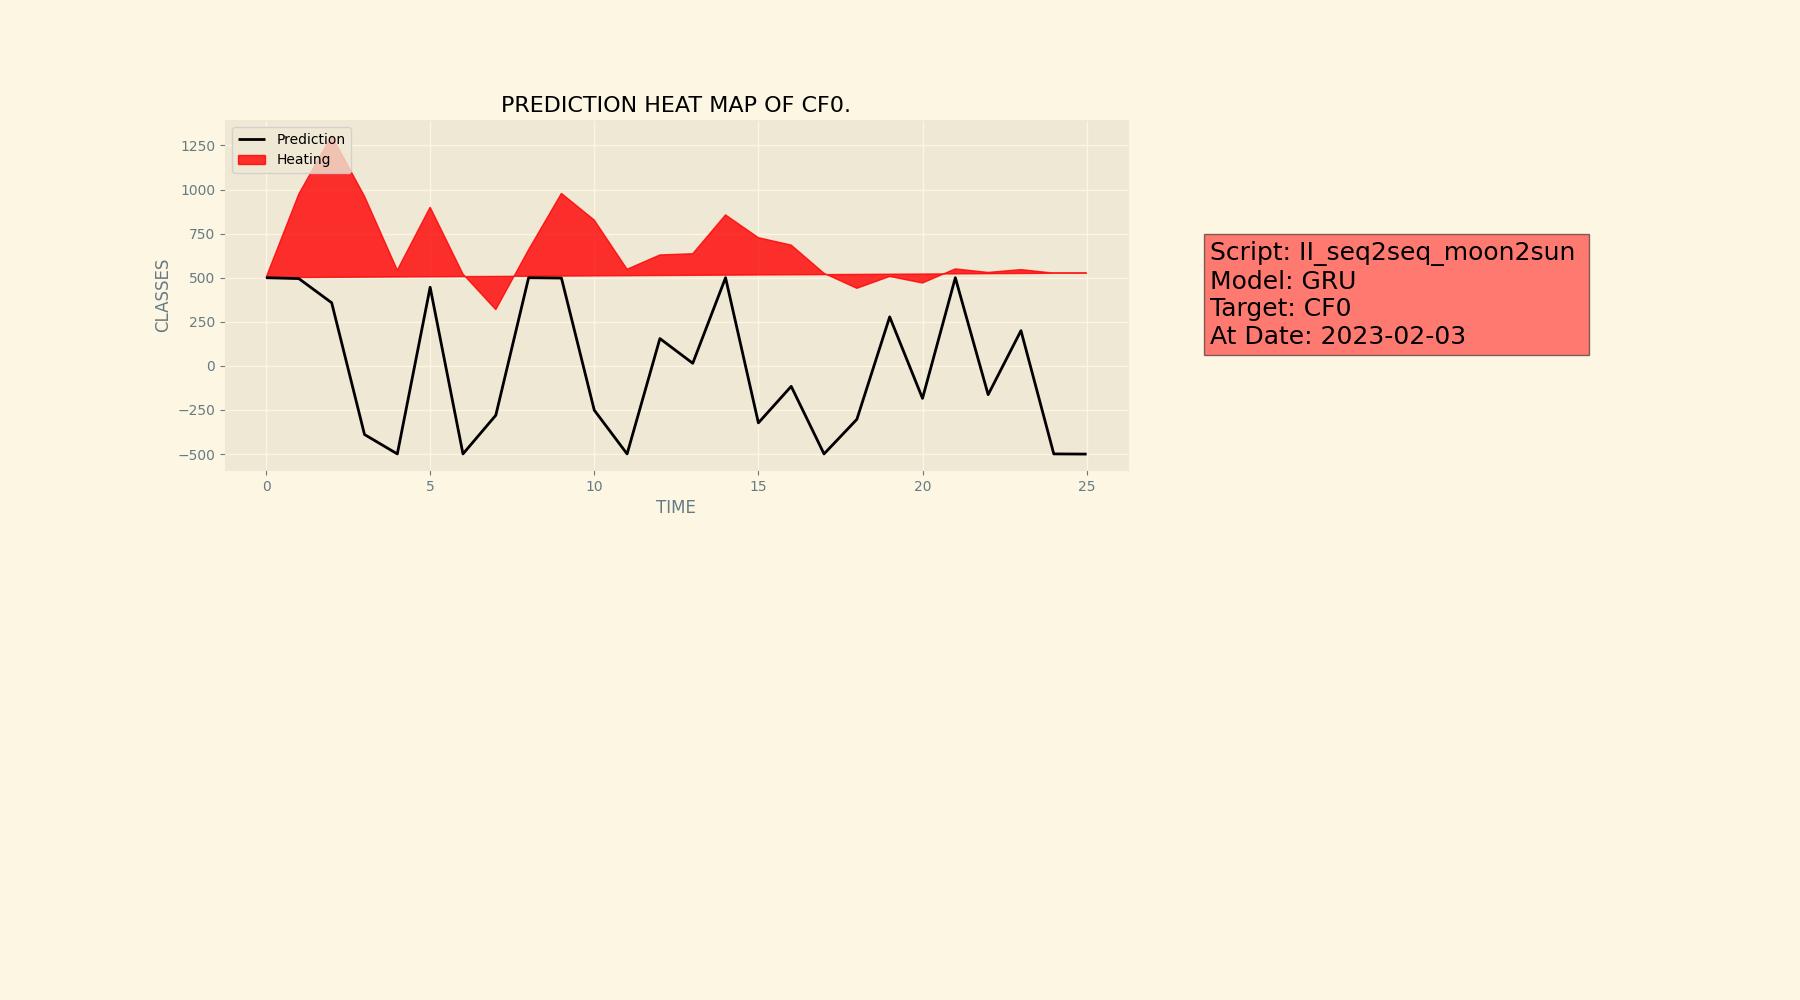 PREDICTION HEAT MAP OF CF0.
Prediction
Heating
1250
1000
750
500
250
0
−250
−500
CLASSES
0 5 10 15 20 25
TIME
Script: II_seq2seq_moon2sun
Model: GRU
Target: CF0
At Date: 2023-02-03